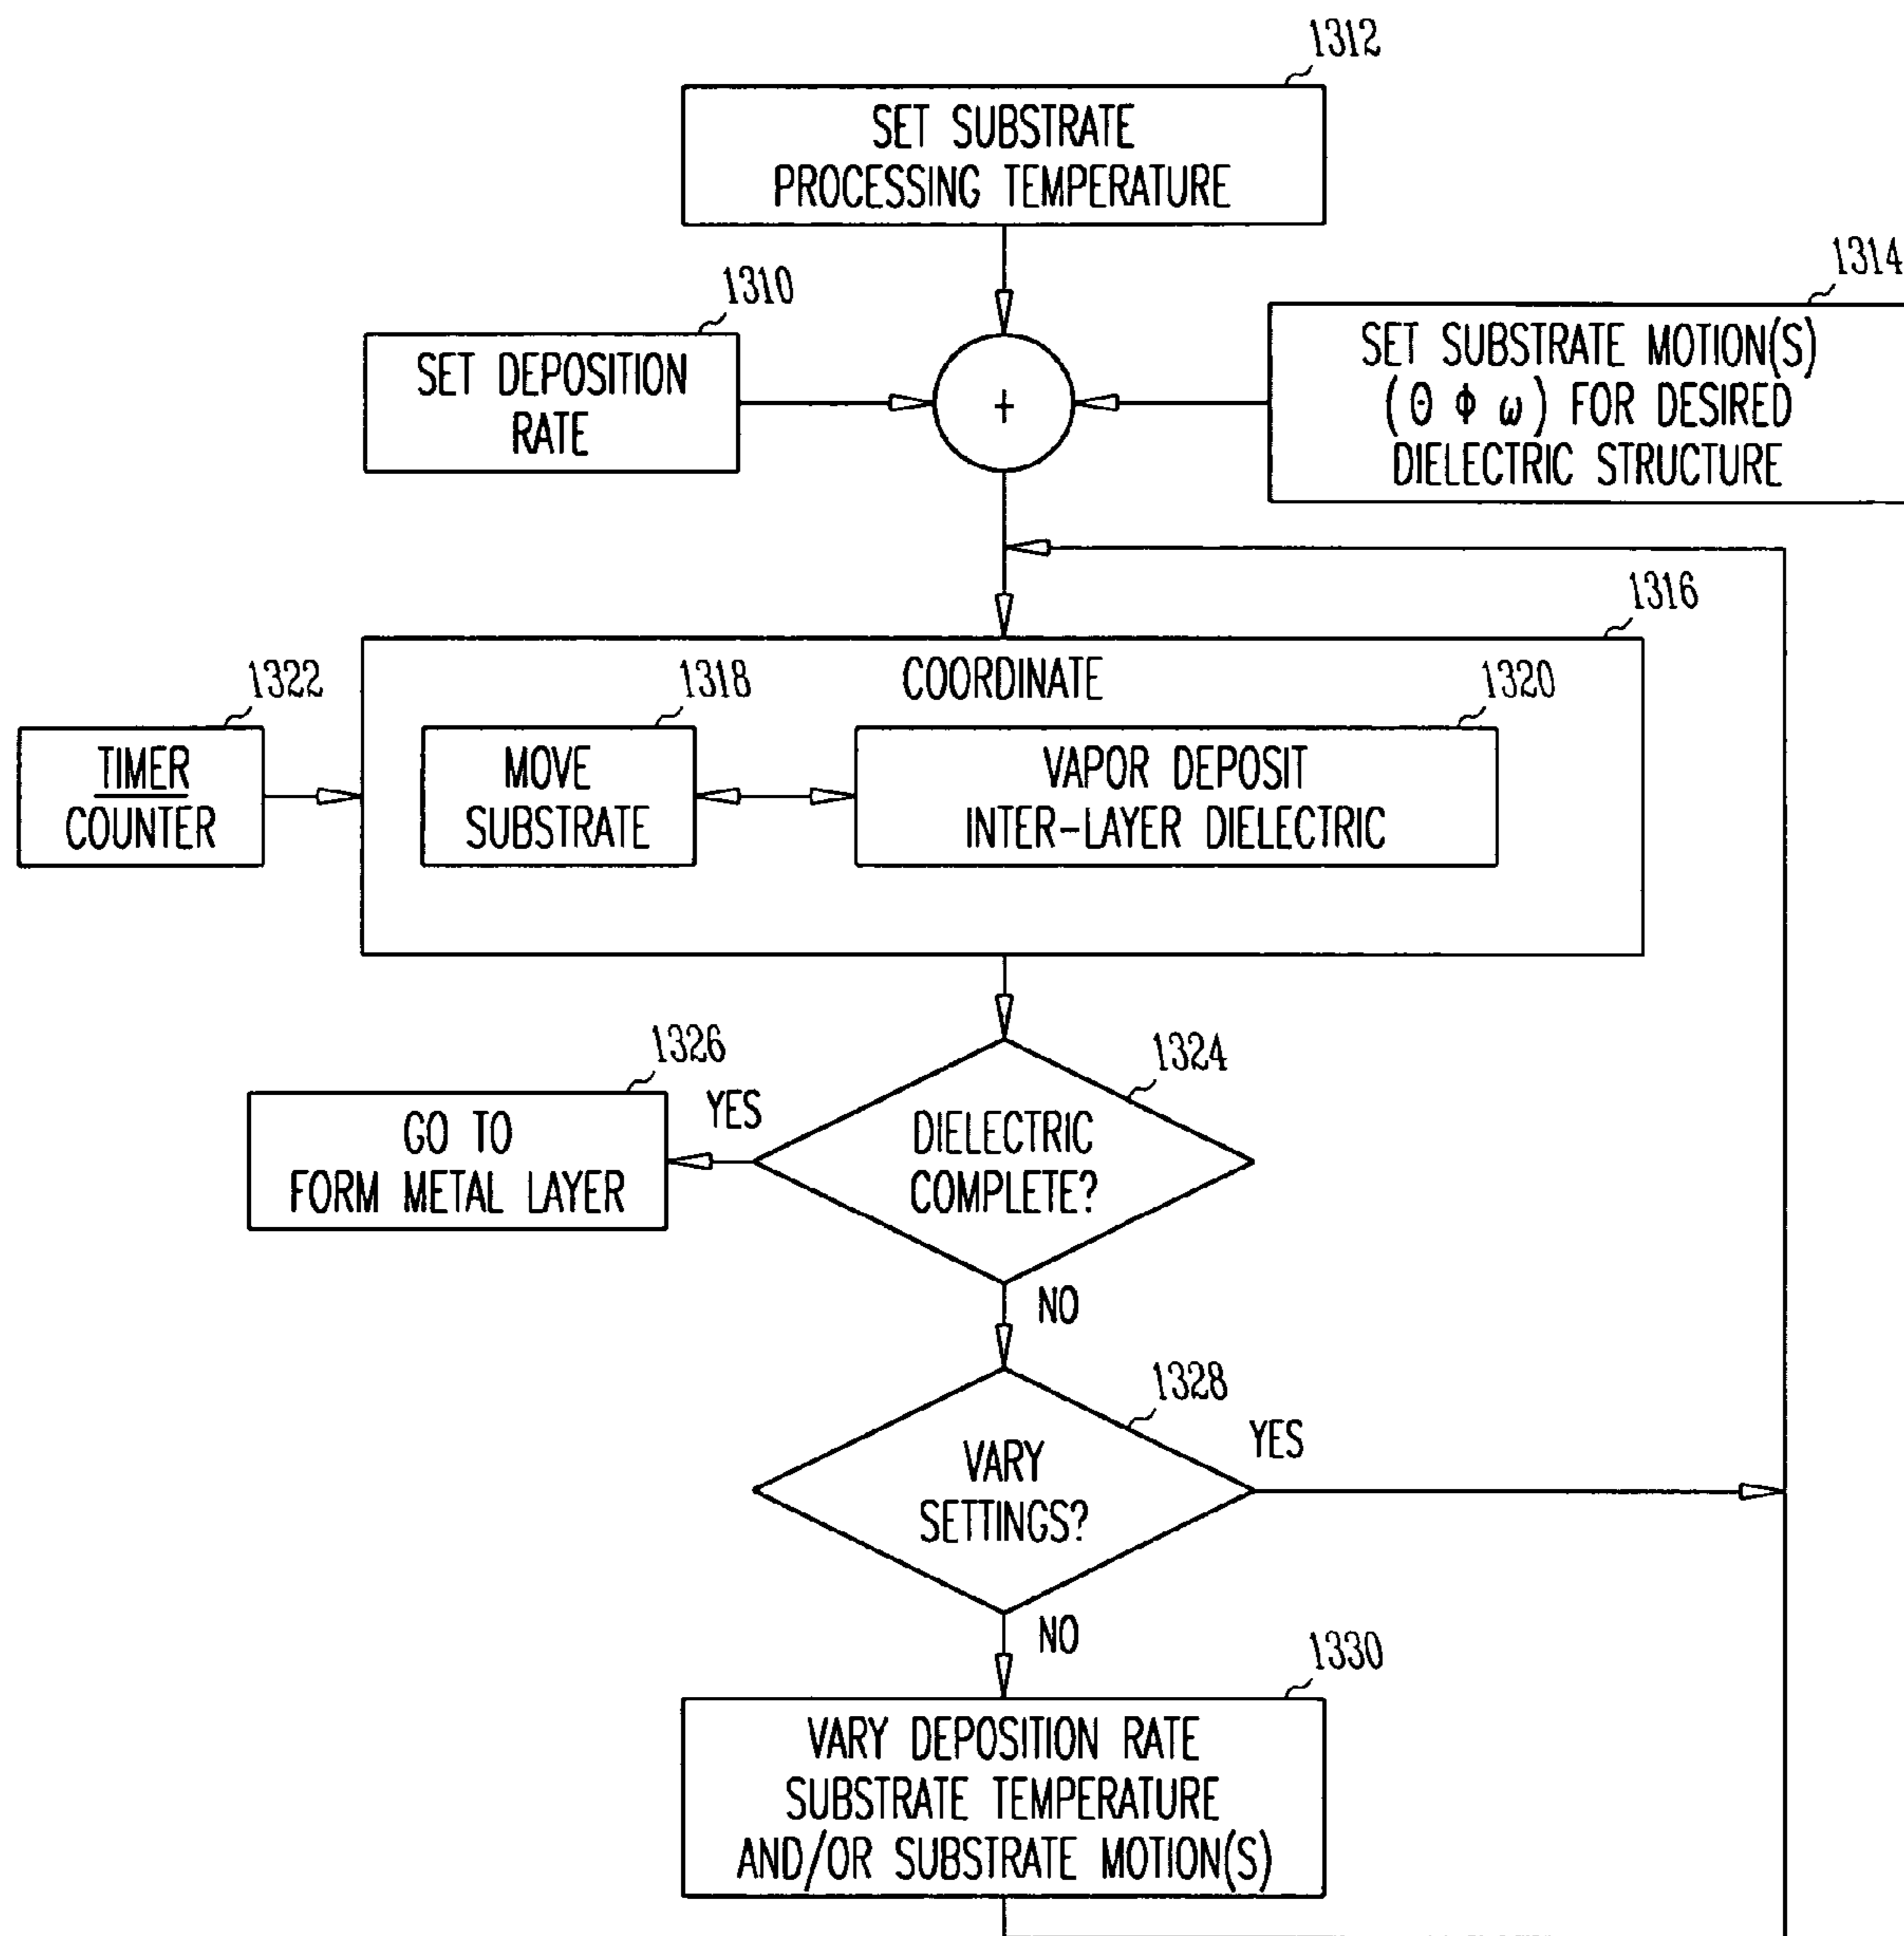 1312
SET SUBSTRATE
PROCESSING TEMPERATURE
1310
SET DEPOSITION
RATE
+
1314
SET SUBSTRATE MOTION(S)
(Θ Φ ω) FOR DESIRED
DIELECTRIC STRUCTURE
1316
COORDINATE
1322
TIMER
COUNTER
1318
MOVE
SUBSTRATE
1320
VAPOR DEPOSIT
INTER-LAYER DIELECTRIC
1326
GO TO
FORM METAL LAYER
YES
1324
DIELECTRIC
COMPLETE?
NO
1328
VARY
SETTINGS?
YES
NO
1330
VARY DEPOSITION RATE
SUBSTRATE TEMPERATURE
AND/OR SUBSTRATE MOTION(S)